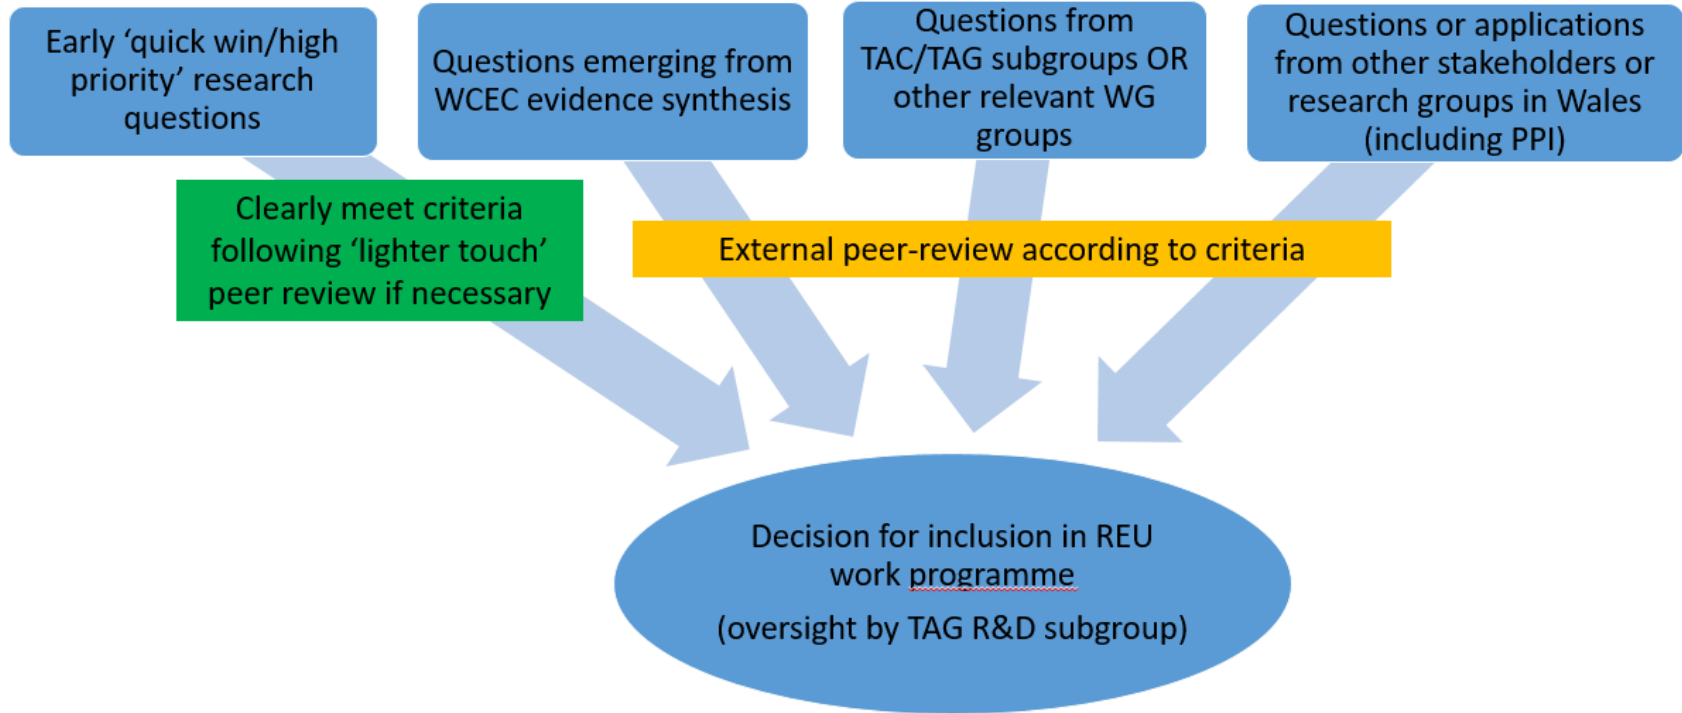 Early ‘quick win/high
priority’ research
questions
Questions emerging from
WCEC evidence synthesis
Questions from
TAC/TAG subgroups OR
other relevant WG
groups
Questions or applications
from other stakeholders or
research groups in Wales
(including PPI)
Clearly meet criteria
following ‘lighter touch’
peer review if necessary
External peer-review according to criteria
Decision for inclusion in REU
work programme
(oversight by TAG R&D subgroup)